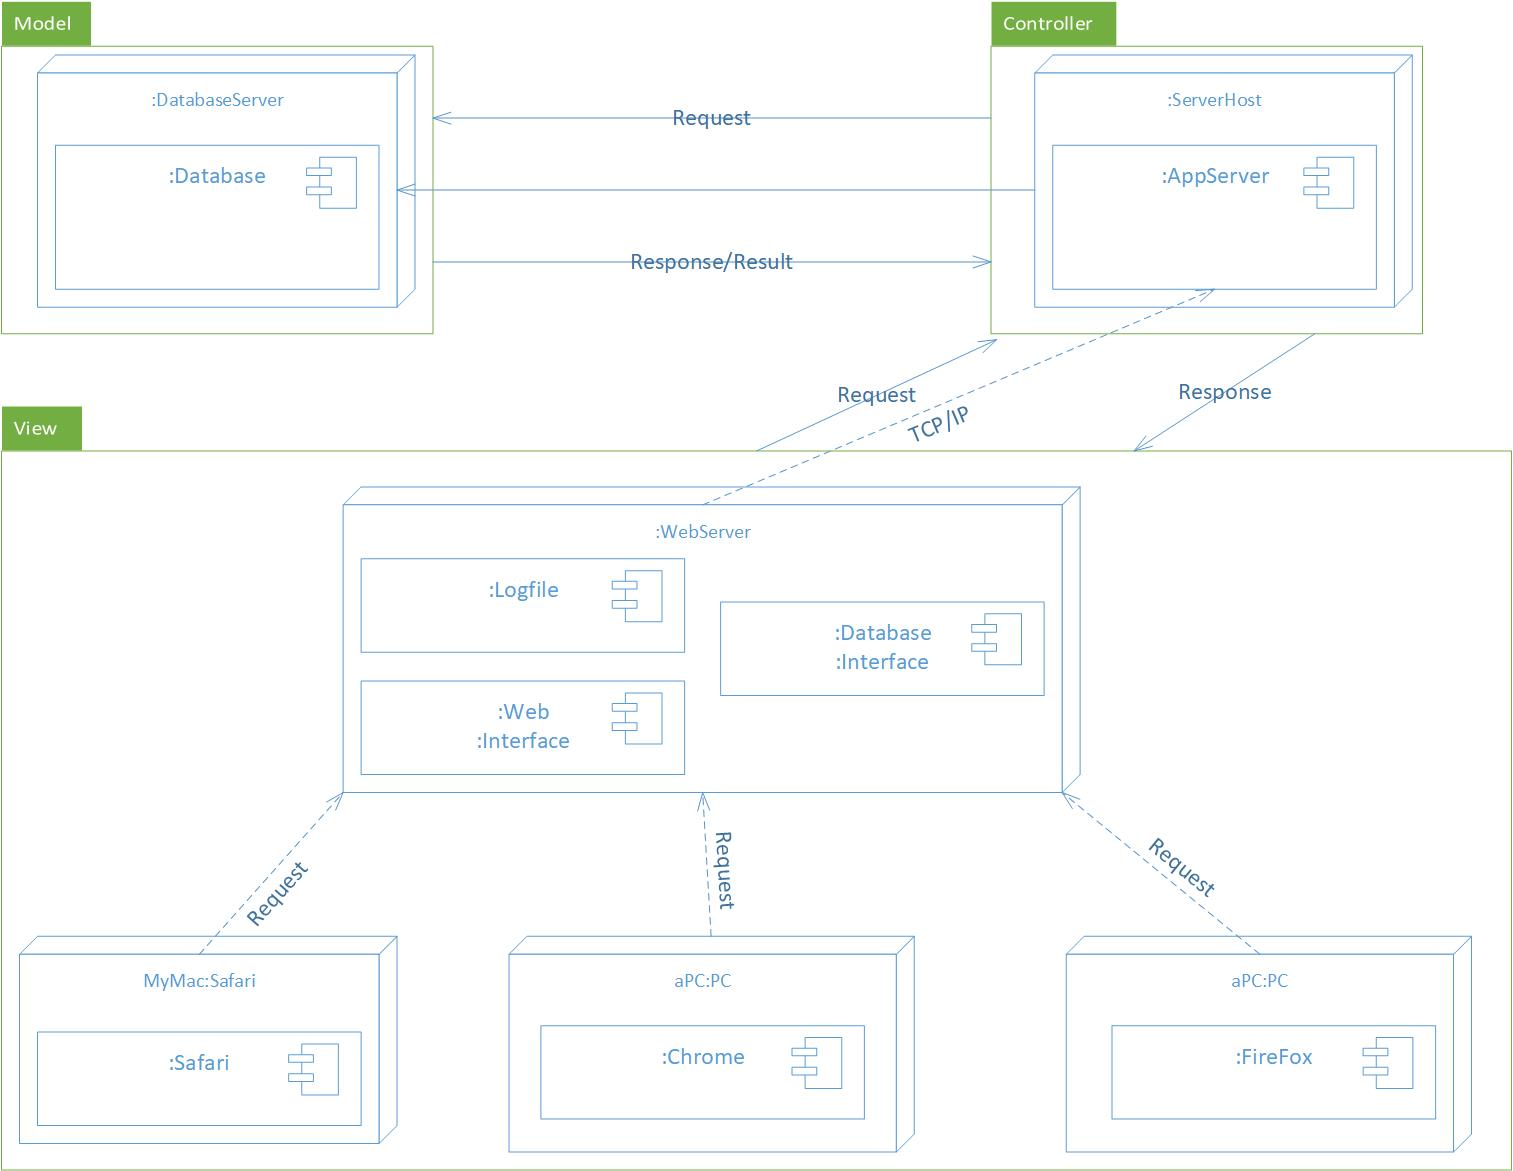 Model
Controller
:DatabaseServer
:ServerHost
Request
:Database
:AppServer
Response/Result
Request
TCP/IP
Response
View
:WebServer
:Logfile
:Database
:Interface
:Web
:Interface
Request
Request
Request
MyMac:Safari
aPC:PC
aPC:PC
:Safari
:Chrome
:FireFox